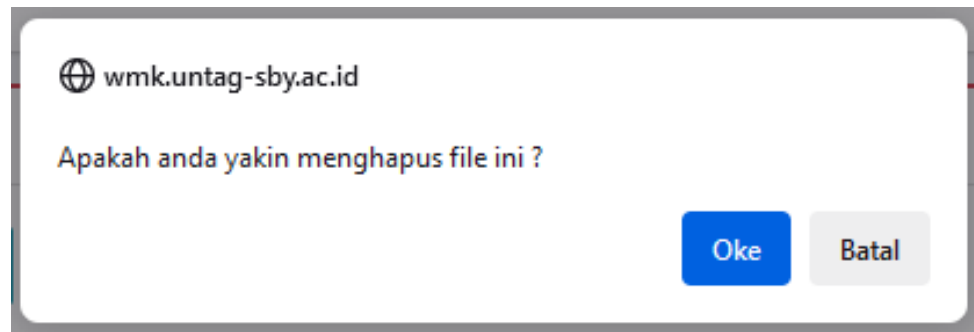 wmk.untag-sby.ac.id
Apakah anda yakin menghapus file ini ?
Oke Batal